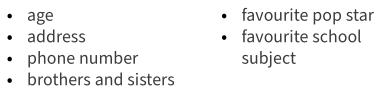 • age
• address
• phone number
• brothers and sisters
• favourite pop star
• favourite school
subject